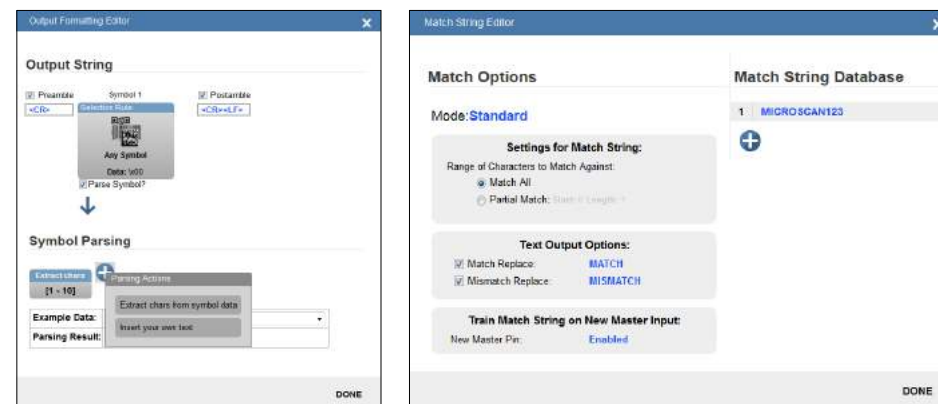 Output Formatting Editor
X
Output String
Preamble
Symbol 1
Postamble
<CR>
Selection Rule
<CR><LF>
Any Symbol
Data: \x00
Parse Symbol?
Symbol Parsing
Extract chars
[1 - 10]
Parsing Actions
Extract chars from symbol data
Insert your own text
Example Data:
Parsing Result:
DONE
Match String Editor
X
Match Options
Mode:Standard
Settings for Match String:
Range of Characters to Match Against:
Match All
Partial Match:
Text Output Options:
Match Replace: MATCH
Mismatch Replace: MISMATCH
Train Match String on New Master Input:
New Master Pin: Enabled
Match String Database
1 MICROSCAN123
DONE